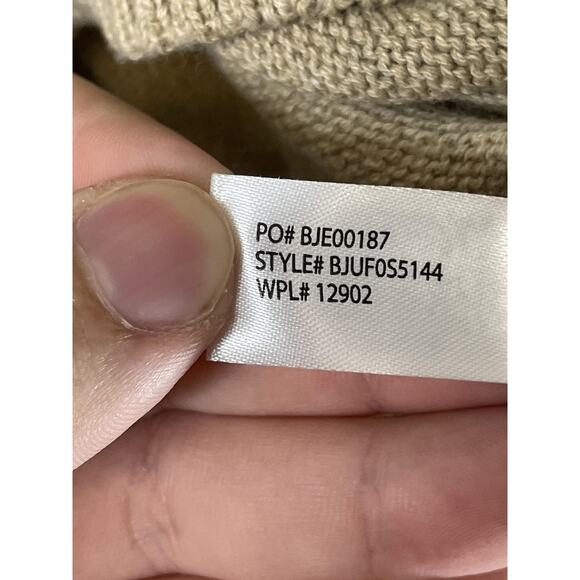 PO# BJE00187
STYLE# BJUF0S5144
WPL# 12902